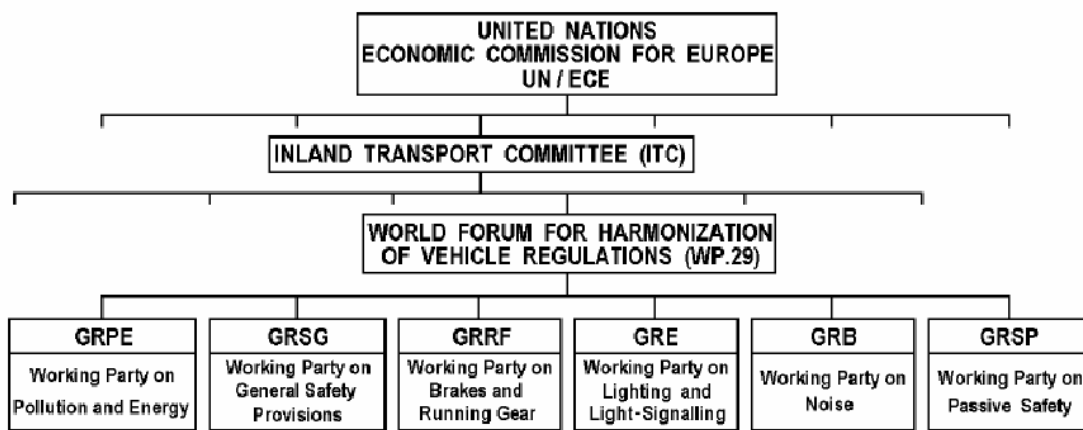 UNITED NATIONS
ECONOMIC COMMISSION FOR EUROPE
UN / ECE
INLAND TRANSPORT COMMITTEE (ITC)
WORLD FORUM FOR HARMONIZATION
OF VEHICLE REGULATIONS (WP.29)
GRPE
Working Party on
Pollution and Energy
GRSG
Working Party on
General Safety
Provisions
GRRF
Working Party on
Brakes and
Running Gear
GRE
Working Party on
Lighting and
Light-Signalling
GRB
Working Party on
Noise
GRSP
Working Party on
Passive Safety